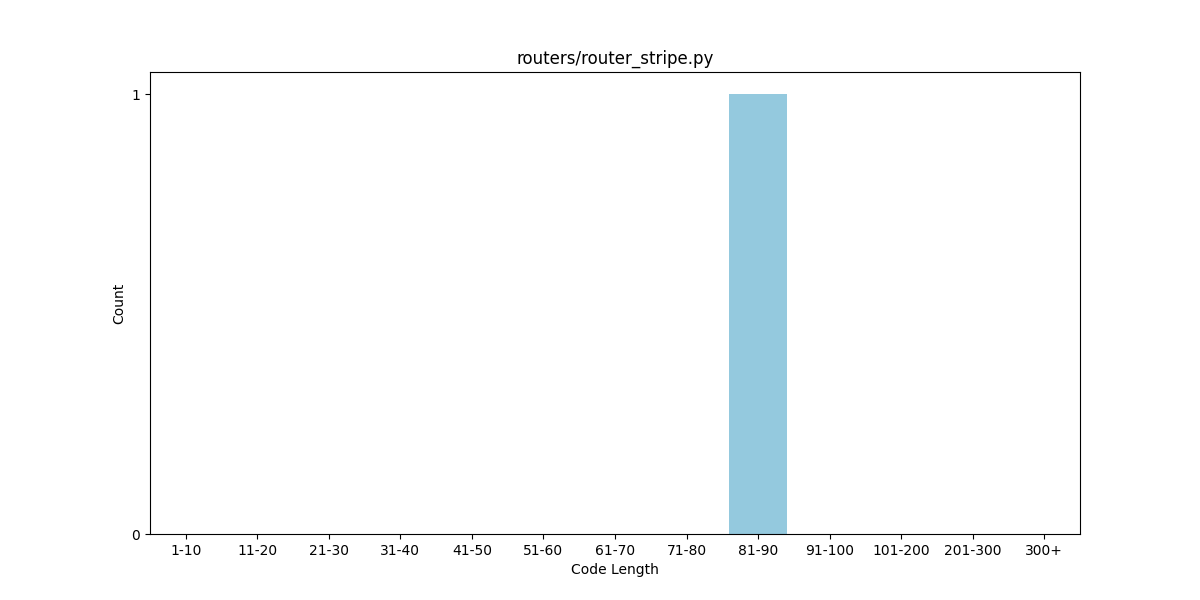 routers/router_stripe.py
1
Count
0
1-10 11-20 21-30 31-40 41-50 51-60 61-70 71-80 81-90 91-100 101-200 201-300 300+
Code Length